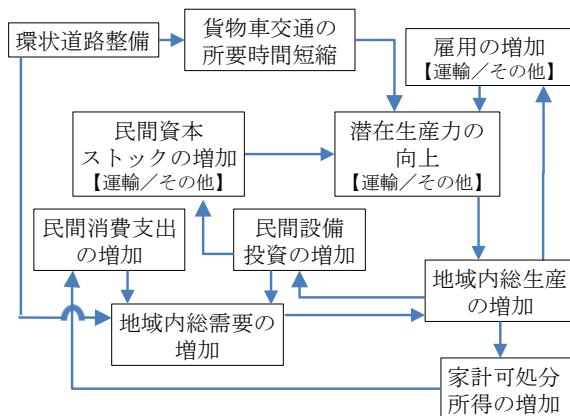 環状道路整備
貨物車交通の
所要時間短縮
雇用の増加
【運輸／その他】
民間資本
ストックの増加
【運輸／その他】
潜在生産力の
向上
【運輸／その他】
民間消費支出
の増加
民間設備
投資の増加
地域内総生産
の増加
地域内総需要の
増加
家計可処分
所得の増加